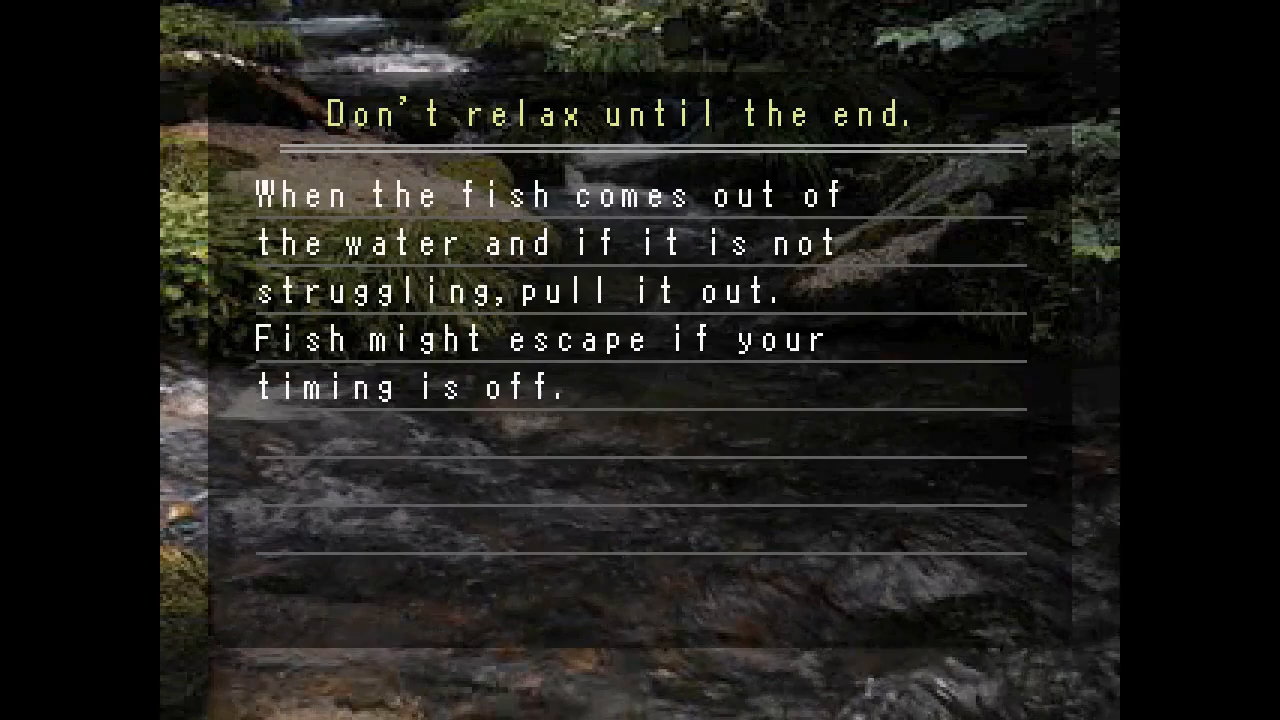 Don't relax until the end.
When the fish comes out of
the water and if it is not
struggling,pull it out.
Fish might escape if your
timing is off.